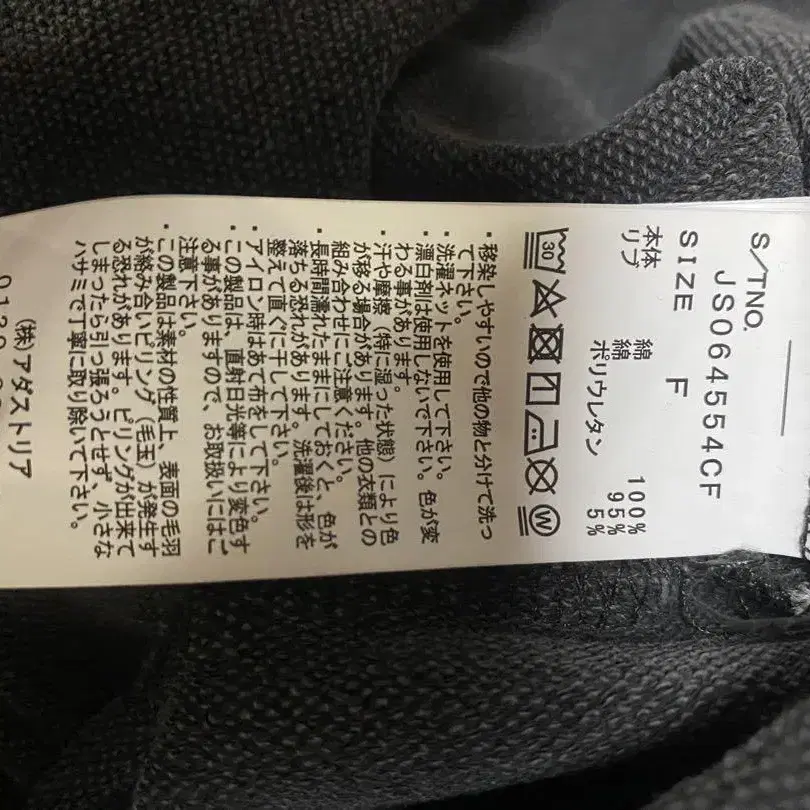 S/TNO.
JS064554CF
SIZE F
本体 綿 100%
リブ 綿 95%
ポリウレタン 5%
30
W
・移染しやすいので他の物と分けて洗っ
て下さい。
・洗濯ネットを使用して下さい。
・漂白剤は使用しないで下さい。色が変
わる事があります。
・汗や摩擦（特に湿った状態）により色
が移る場合があります。他の衣類との
組み合わせにご注意ください。
・長時間濡れたままにしておくと、色が
落ちる恐れがあります。洗濯後は形を
整えて直ぐに干して下さい。
・アイロン時はあて布をして下さい。
・この製品は、直射日光等により変色す
る事がありますので、お取扱いにはご
注意下さい。
・この製品は素材の性質上、表面の毛羽
が絡み合いピリング（毛玉）が発生す
る恐れがあります。ピリングが出来て
しまったら引っ張ろうとせず、小さな
ハサミで丁寧に取り除いて下さい。
(株)アダストリア